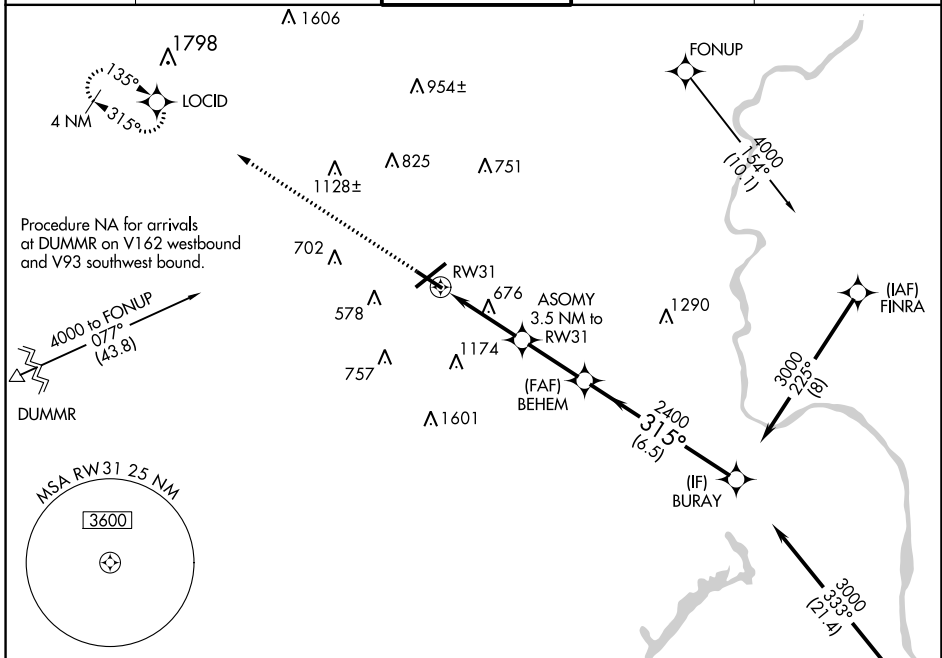 1606
1798
135°
315°
4 NM
LOCID
954±
FONUP
4000
154°
(10.1)
825
751
1128±
Procedure NA for arrivals
at DUMMR on V162 westbound
and V93 southwest bound.
702
RW31
676
578
ASOMY
3.5 NM to
RW31
1290
(IAF)
FINRA
4000 to FONUP
077°
(43.8)
DUMMR
757
1174
(FAF)
BEHEM
3000
225°
(8)
1601
2400
315°
(6.5)
(IF)
BURAY
MSA RW31 25 NM
3600
3000
333°
(21.4)